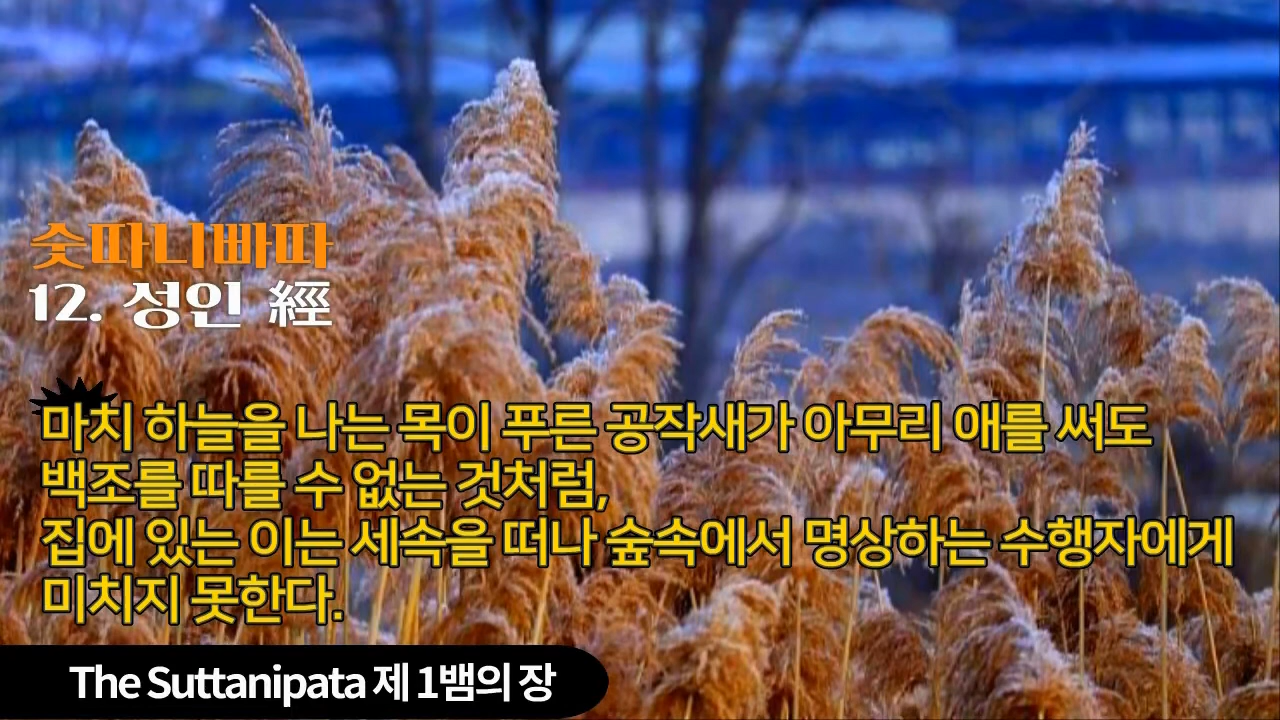 숫따니빠따
12. 성인 經
마치 하늘을 나는 목이 푸른 공작새가 아무리 애를 써도
백조를 따를 수 없는 것처럼,
집에 있는 이는 세속을 떠나 숲속에서 명상하는 수행자에게
미치지 못한다.
The Suttanipata 제 1뱀의 장